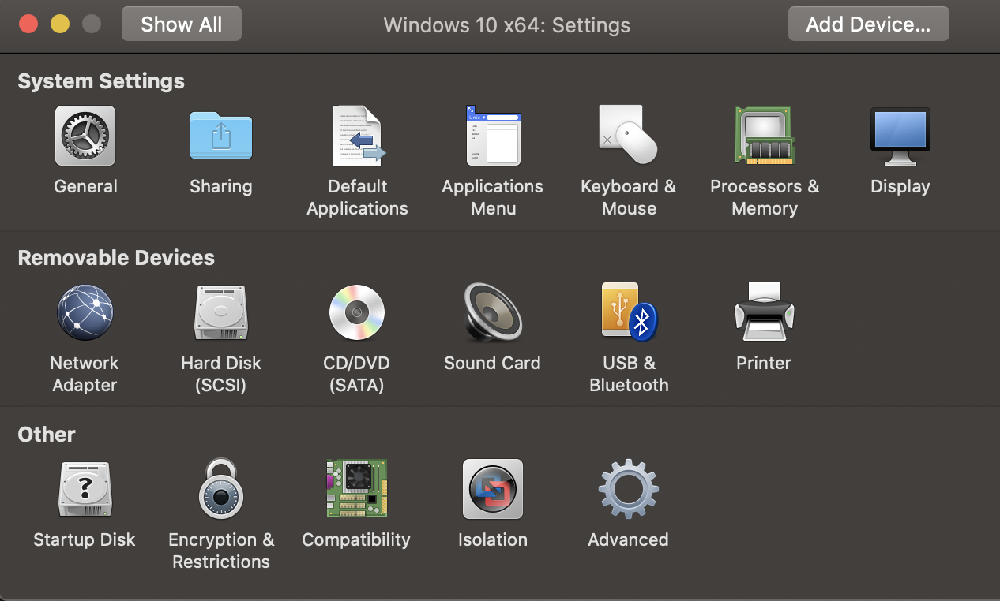 Show All
Windows 10 x64: Settings
Add Device...
System Settings
General
Sharing
Default
Applications
Applications
Menu
Keyboard &
Mouse
Processors &
Memory
Display
Removable Devices
Network
Adapter
Hard Disk
(SCSI)
CD/DVD
(SATA)
Sound Card
USB &
Bluetooth
Printer
Other
?
Startup Disk
Encryption &
Restrictions
Compatibility
Isolation
Advanced